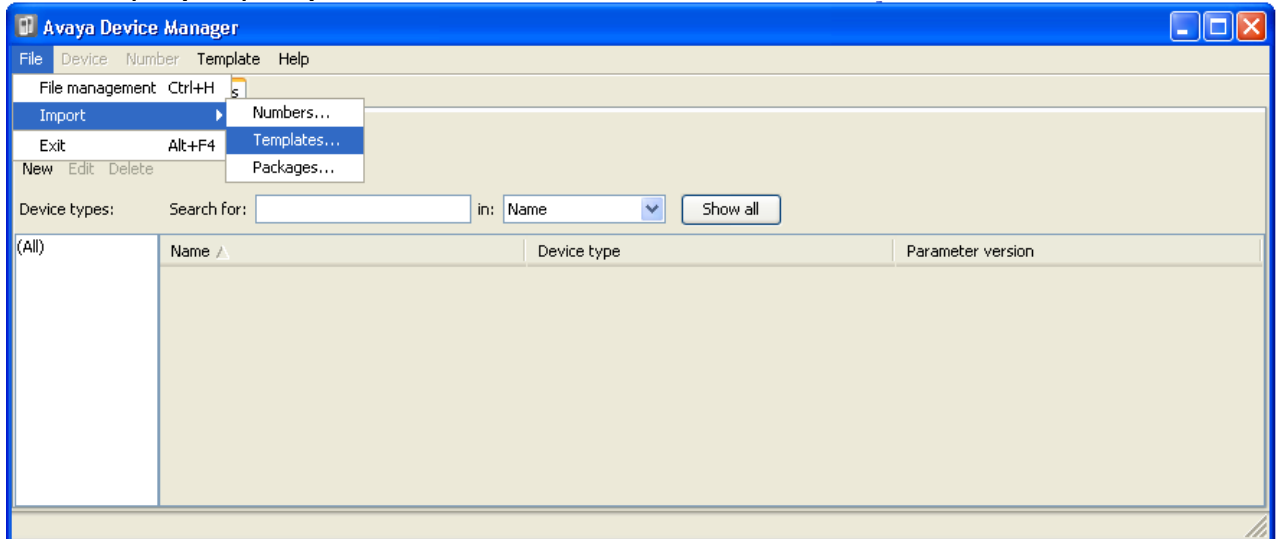 Avaya Device Manager
File Device Number Template Help
File management Ctrl+H
s
Import
Numbers...
Templates...
Exit Alt+F4
Packages...
New Edit Delete
Device types: Search for: in: Name Show all
(All) Name Device type Parameter version